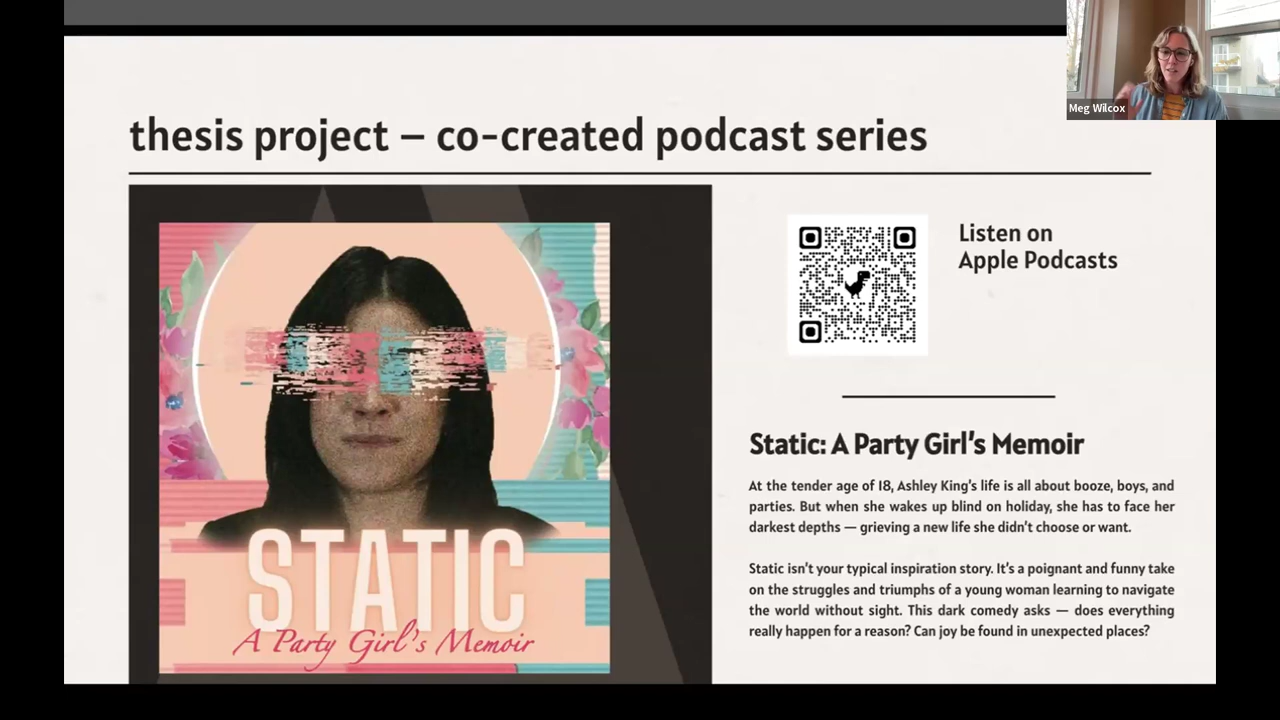 Meg Wilcox
thesis project – co-created podcast series
STATIC
A Party Girl's Memoir
Listen on
Apple Podcasts
Static: A Party Girl's Memoir
At the tender age of 18, Ashley King's life is all about booze, boys, and
parties. But when she wakes up blind on holiday, she has to face her
darkest depths — grieving a new life she didn't choose or want.
Static isn't your typical inspiration story. It's a poignant and funny take
on the struggles and triumphs of a young woman learning to navigate
the world without sight. This dark comedy asks — does everything
really happen for a reason? Can joy be found in unexpected places?